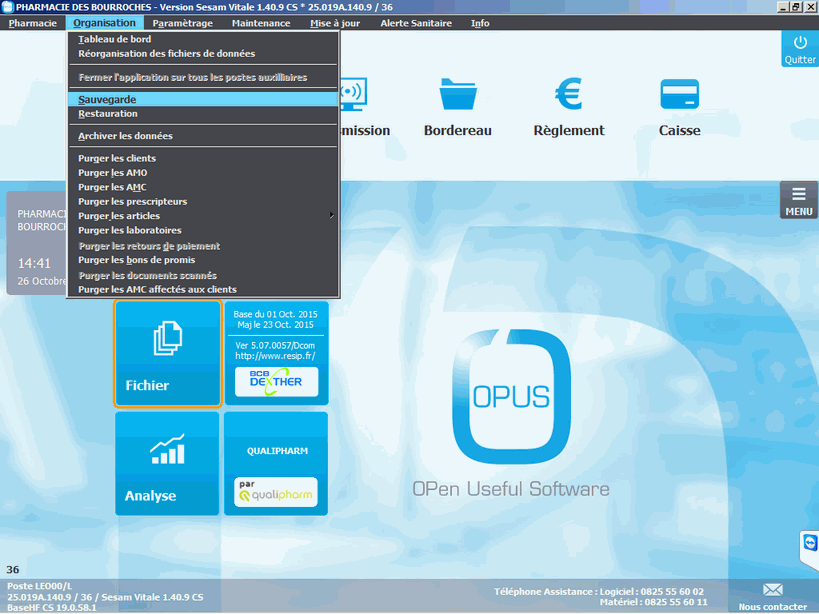 PHARMACIE DES BOURROCHES - Version Sesam Vitale 1.40.9 CS * 25.019A.140.9 / 36
Pharmacie Organisation Paramètrage Maintenance Mise à jour Alerte Sanitaire Info
Tableau de bord
Réorganisation des fichiers de données
Fermer l'application sur tous les postes auxiliaires
Sauvegarde
Restauration
Archiver les données
Purger les clients
Purger les AMO
Purger les AMC
Purger les prescripteurs
Purger les articles
Purger les laboratoires
Purger les retours de paiement
Purger les bons de promis
Purger les documents scannés
Purger les AMC affectés aux clients
Quitter
mission
Bordereau
Règlement
Caisse
MENU
PHARMACI
BOURROCH
14:41
26 Octobre
Fichier
Base du 01 Oct. 2015
Maj le 23 Oct. 2015
Ver 5.07.0057/Dcom
http://www.resip.fr/
BCB
DEXTHER
Analyse
QUALIPHARM
par
qualipharm
OPUS
OPen Useful Software
36
Poste LEO00/L
25.019A.140.9 / 36 / Sesam Vitale 1.40.9 CS
BaseHF CS 19.0.58.1
Téléphone Assistance : Logiciel : 0825 55 60 02
Matériel : 0825 55 60 11
Nous contacter